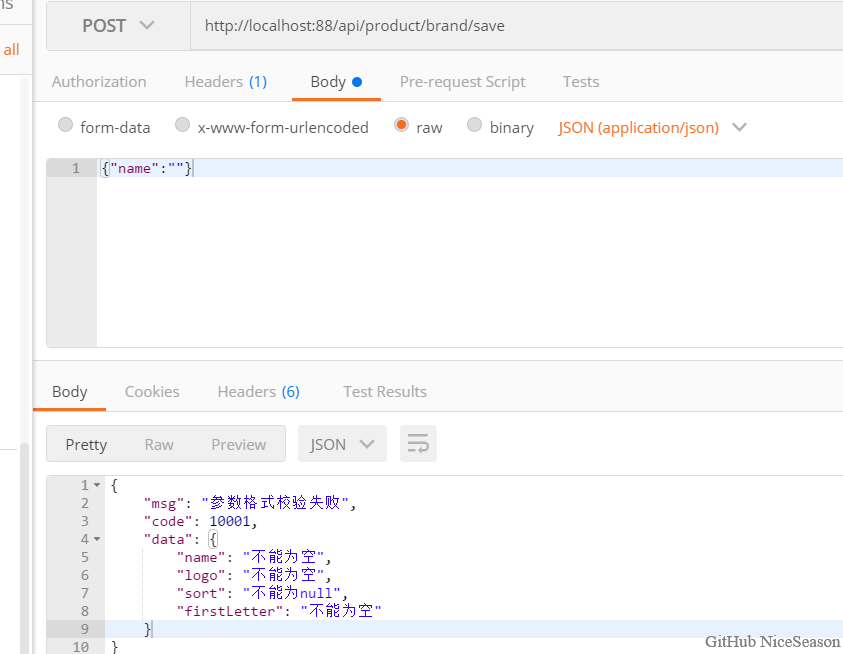 ns
POST http://localhost:88/api/product/brand/save
all
Authorization Headers (1) Body Pre-request Script Tests
form-data x-www-form-urlencoded raw binary JSON (application/json)
1 {"name":""}
Body Cookies Headers (6) Test Results
Pretty Raw Preview JSON
1 {
2 "msg": "参数格式校验失败",
3 "code": 10001,
4 "data": {
5 "name": "不能为空",
6 "logo": "不能为空",
7 "sort": "不能为null",
8 "firstLetter": "不能为空"
9 }
10 }
GitHub NiceSeason